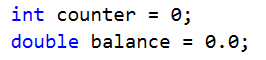 int counter = 0;
double balance = 0.0;